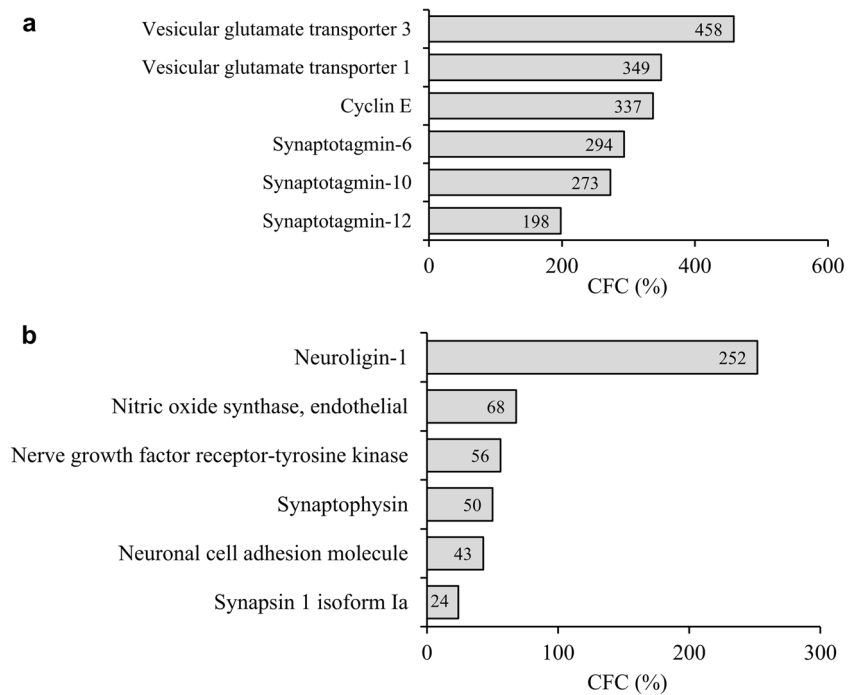 a
Vesicular glutamate transporter 3 458
Vesicular glutamate transporter 1 349
Cyclin E 337
Synaptotagmin-6 294
Synaptotagmin-10 273
Synaptotagmin-12 198
0 200 400 600
CFC (%)
b
Neuroligin-1 252
Nitric oxide synthase, endothelial 68
Nerve growth factor receptor-tyrosine kinase 56
Synaptophysin 50
Neuronal cell adhesion molecule 43
Synapsin 1 isoform Ia 24
0 100 200 300
CFC (%)